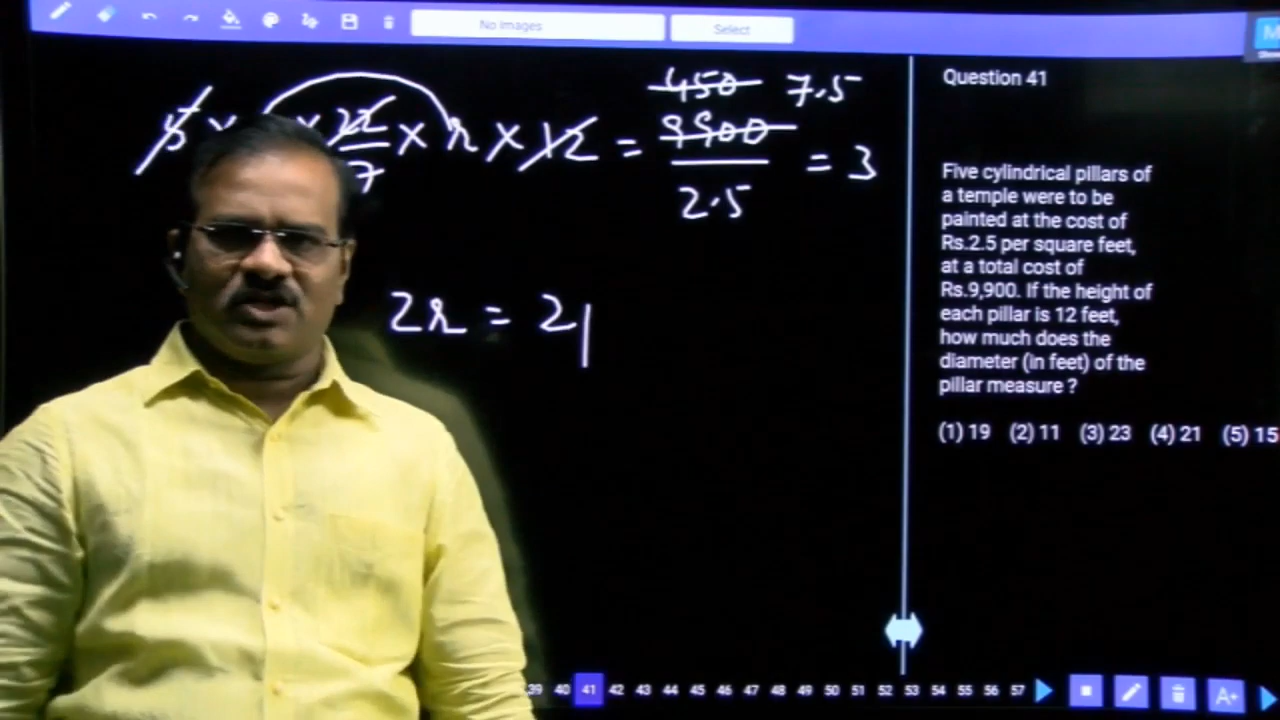 No Images
Select
450 7.5
5 × × 22 × r × 12 = 9900 = 3
7
2.5
2r = 21
Question 41
Five cylindrical pillars of
a temple were to be
painted at the cost of
Rs.2.5 per square feet,
at a total cost of
Rs.9,900. If the height of
each pillar is 12 feet,
how much does the
diameter (in feet) of the
pillar measure ?
(1) 19 (2) 11 (3) 23 (4) 21 (5) 15
39 40 41 42 43 44 45 46 47 48 49 50 51 52 53 54 55 56 57
A+